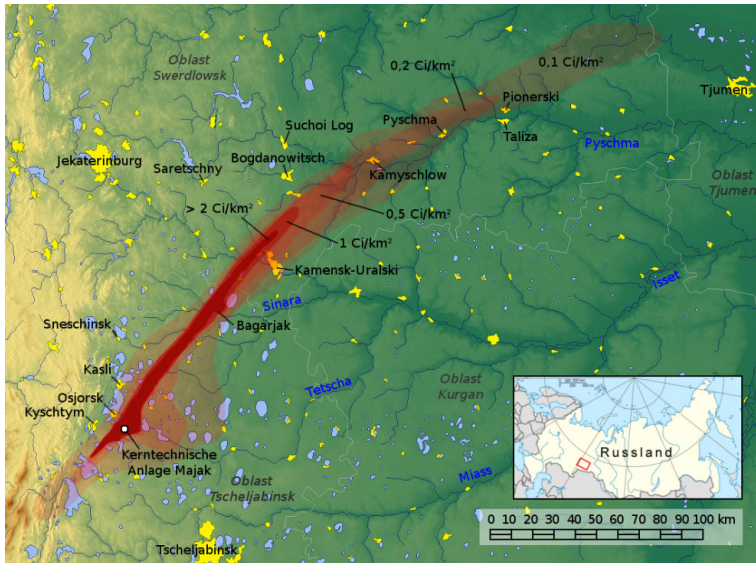 Oblast
Swerdlowsk
0,2 Ci/km²
0,1 Ci/km²
Tjumen
Pionerski
Suchoi Log
Pyschma
Taliza
Pyschma
Jekaterinburg
Saretschny
Bogdanowitsch
Kamyschlow
Oblast
Tjumen
> 2 Ci/km²
0,5 Ci/km²
1 Ci/km²
Kamensk-Uralski
Isset
Sinara
Sneschinsk
Bagarjak
Kasli
Tetscha
Oblast
Kurgan
Osjorsk
Kyschtym
Kerntechnische
Anlage Majak
Russland
Oblast
Tscheljabinsk
Miass
0 10 20 30 40 50 60 70 80 90 100 km
Tscheljabinsk